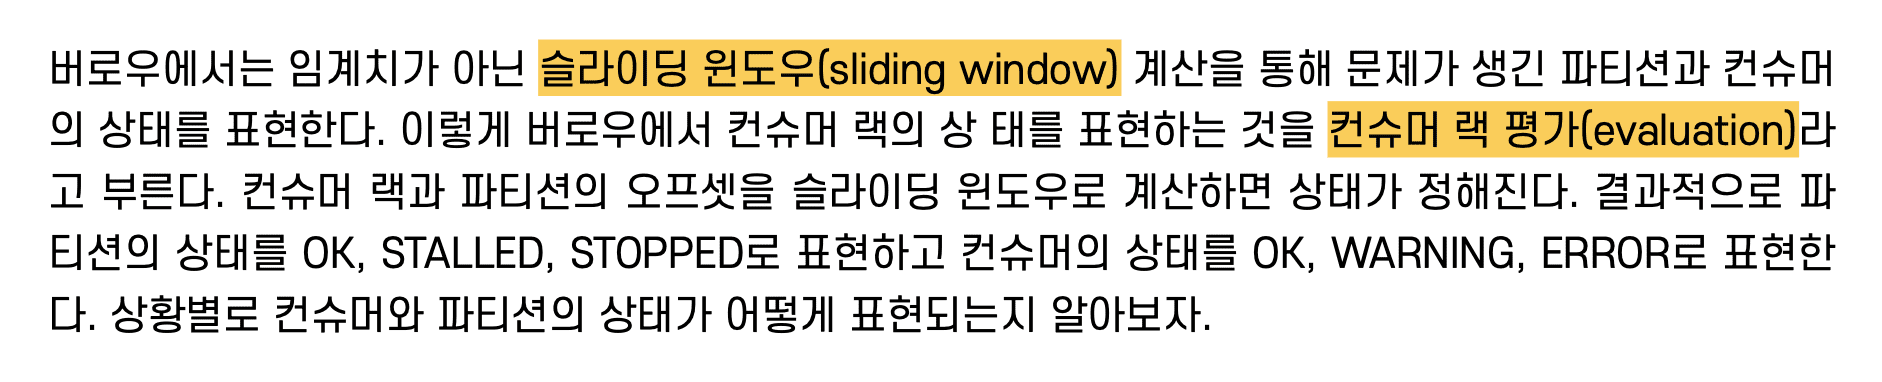 버로우에서는 임계치가 아닌 슬라이딩 윈도우(sliding window) 계산을 통해 문제가 생긴 파티션과 컨슈머
의 상태를 표현한다. 이렇게 버로우에서 컨슈머 랙의 상 태를 표현하는 것을 컨슈머 랙 평가(evaluation)라
고 부른다. 컨슈머 랙과 파티션의 오프셋을 슬라이딩 윈도우로 계산하면 상태가 정해진다. 결과적으로 파
티션의 상태를 OK, STALLED, STOPPED로 표현하고 컨슈머의 상태를 OK, WARNING, ERROR로 표현한
다. 상황별로 컨슈머와 파티션의 상태가 어떻게 표현되는지 알아보자.